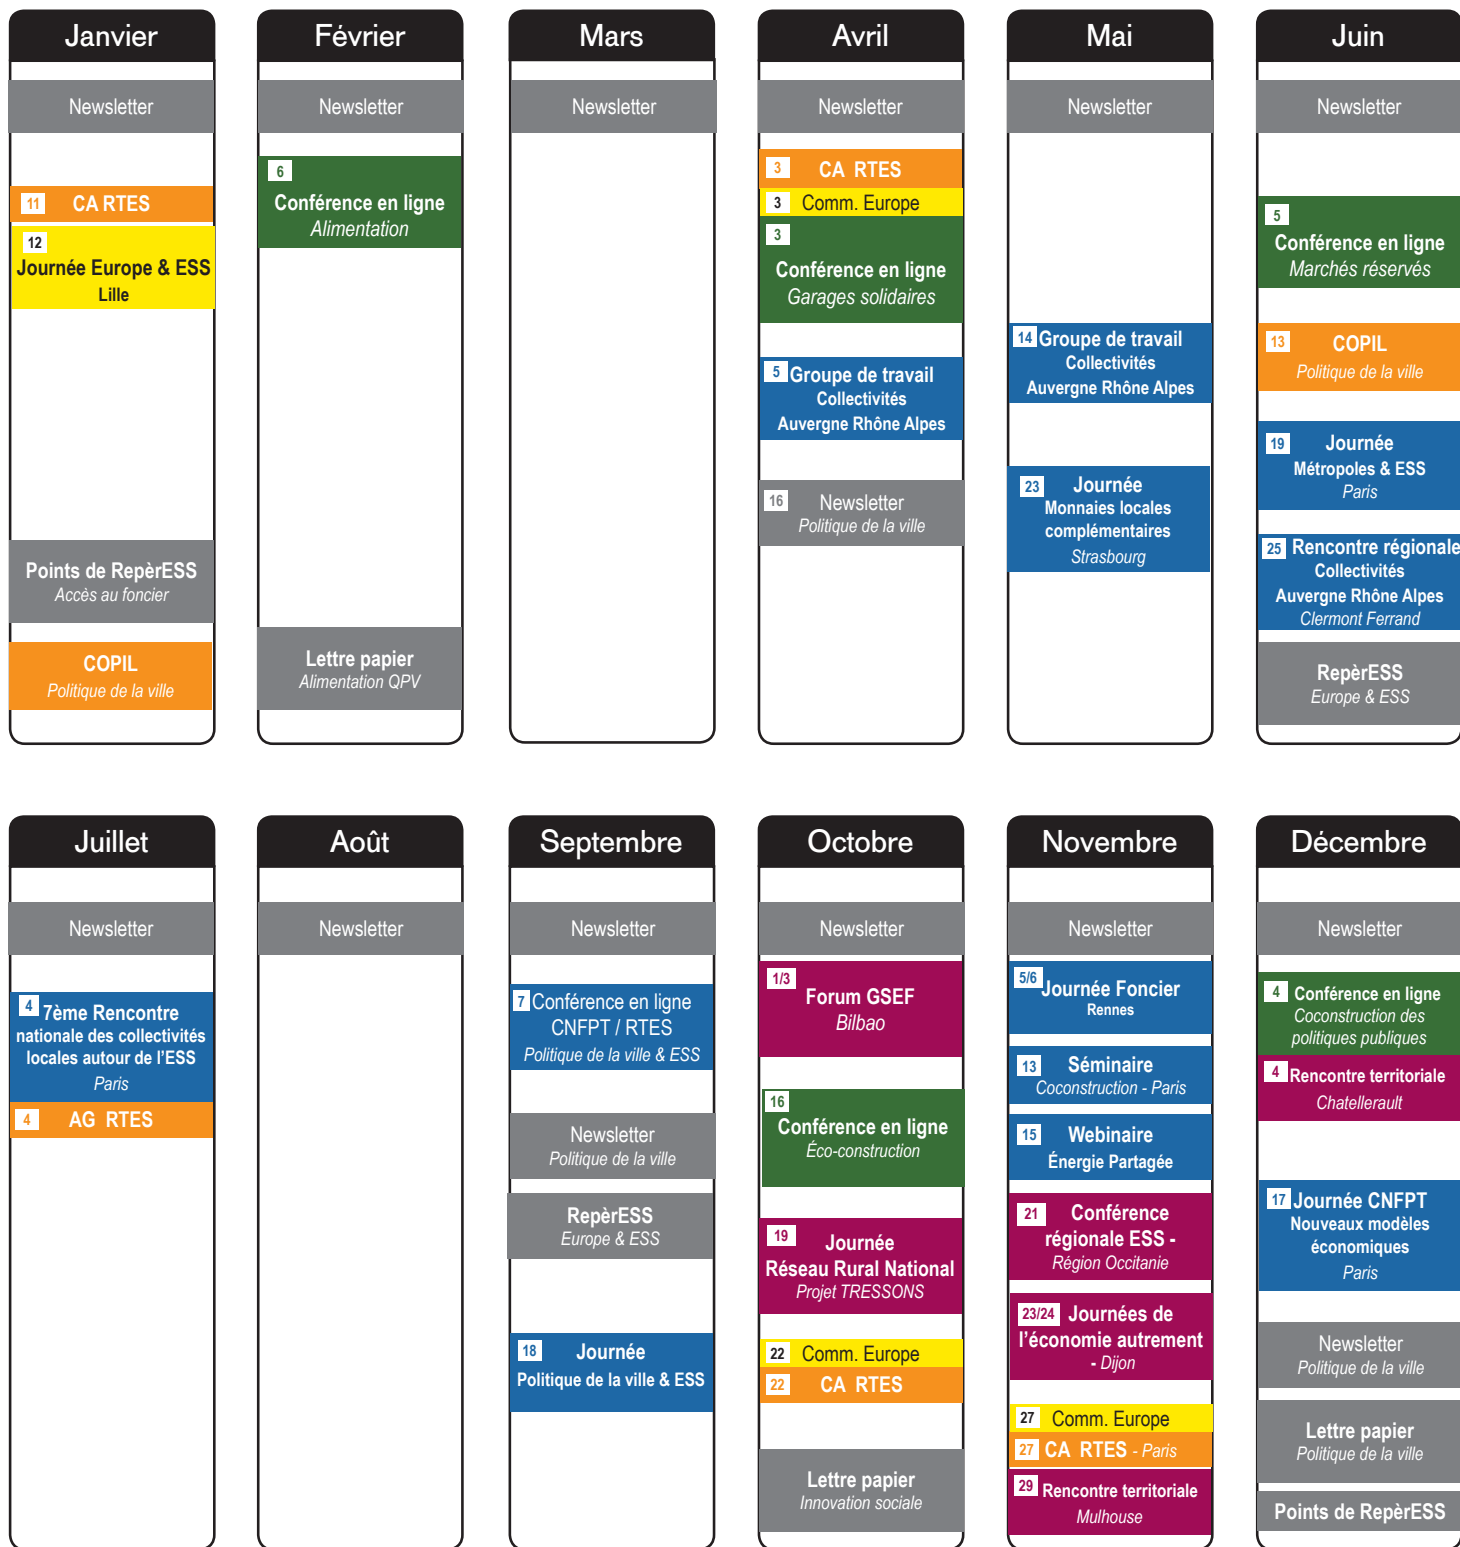 Janvier
Newsletter
11 CA RTES
12
Journée Europe & ESS
Lille
Points de RepèrESS
Accès au foncier
COPIL
Politique de la ville
Février
Newsletter
6
Conférence en ligne
Alimentation
Lettre papier
Alimentation QPV
Mars
Newsletter
Avril
Newsletter
3 CA RTES
3 Comm. Europe
3
Conférence en ligne
Garages solidaires
5 Groupe de travail
Collectivités
Auvergne Rhône Alpes
16 Newsletter
Politique de la ville
Mai
Newsletter
14 Groupe de travail
Collectivités
Auvergne Rhône Alpes
23 Journée
Monnaies locales
complémentaires
Strasbourg
Juin
Newsletter
5
Conférence en ligne
Marchés réservés
13 COPIL
Politique de la ville
19 Journée
Métropoles & ESS
Paris
25 Rencontre régionale
Collectivités
Auvergne Rhône Alpes
Clermont Ferrand
RepèrESS
Europe & ESS
Juillet
Newsletter
4 7ème Rencontre
nationale des collectivités
locales autour de l'ESS
Paris
4 AG RTES
Août
Newsletter
Septembre
Newsletter
7 Conférence en ligne
CNFPT / RTES
Politique de la ville & ESS
Newsletter
Politique de la ville
RepèrESS
Europe & ESS
18 Journée
Politique de la ville & ESS
Octobre
Newsletter
1/3
Forum GSEF
Bilbao
16
Conférence en ligne
Éco-construction
19 Journée
Réseau Rural National
Projet TRESSONS
22 Comm. Europe
22 CA RTES
Lettre papier
Innovation sociale
Novembre
Newsletter
5/6 Journée Foncier
Rennes
13 Séminaire
Coconstruction - Paris
15 Webinaire
Énergie Partagée
21 Conférence
régionale ESS -
Région Occitanie
23/24 Journées de
l'économie autrement
- Dijon
27 Comm. Europe
27 CA RTES - Paris
29 Rencontre territoriale
Mulhouse
Décembre
Newsletter
4 Conférence en ligne
Coconstruction des
politiques publiques
4 Rencontre territoriale
Chatellerault
17 Journée CNFPT
Nouveaux modèles
économiques
Paris
Newsletter
Politique de la ville
Lettre papier
Politique de la ville
Points de RepèrESS